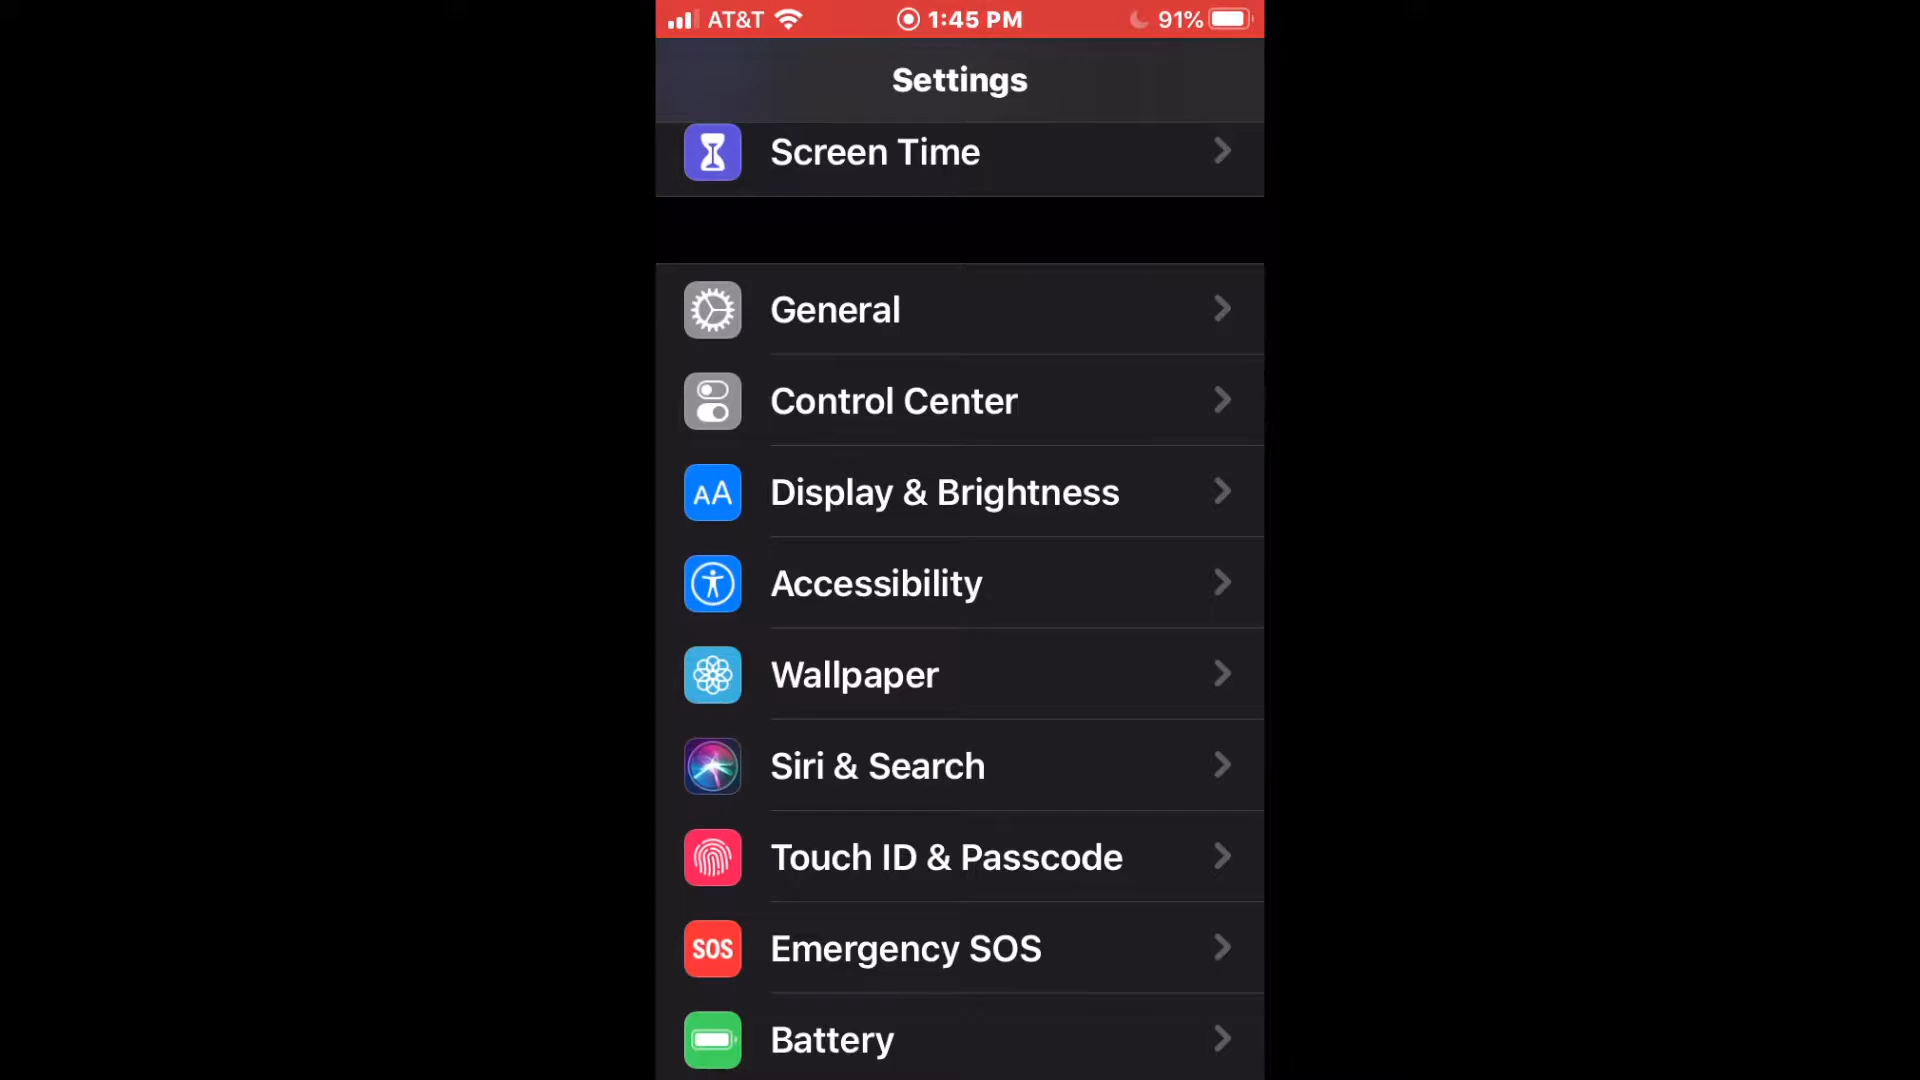 AT&T 1:45 PM 91%
Settings
Screen Time
General
Control Center
AA Display & Brightness
Accessibility
Wallpaper
Siri & Search
Touch ID & Passcode
SOS Emergency SOS
Battery